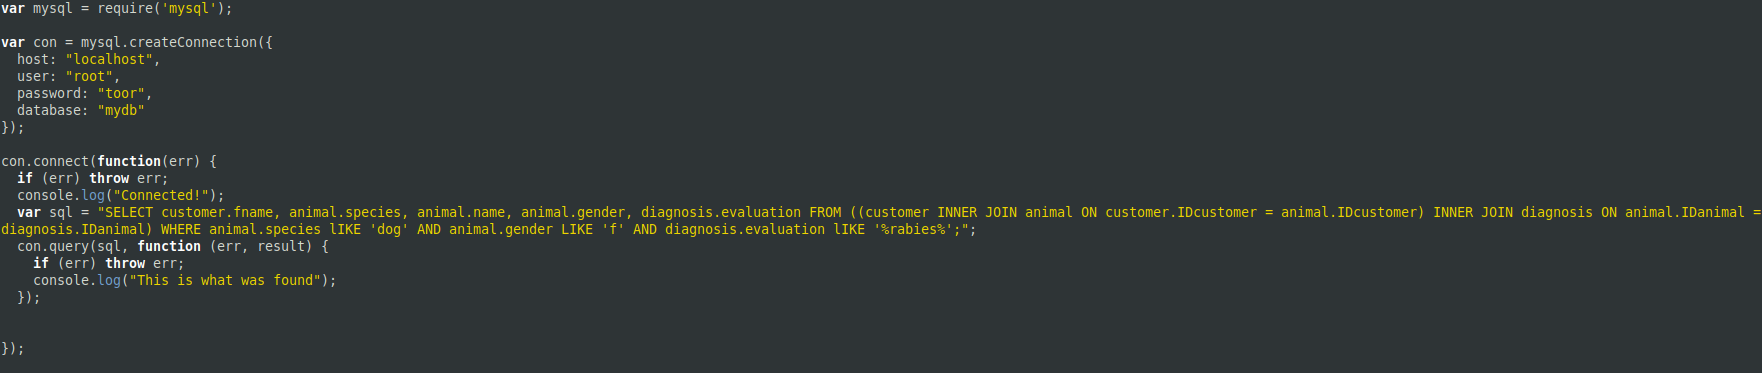 var mysql = require('mysql');
var con = mysql.createConnection({
  host: "localhost",
  user: "root",
  password: "toor",
  database: "mydb"
});
con.connect(function(err) {
  if (err) throw err;
  console.log("Connected!");
  var sql = "SELECT customer.fname, animal.species, animal.name, animal.gender, diagnosis.evaluation FROM ((customer INNER JOIN animal ON customer.IDcustomer = animal.IDcustomer) INNER JOIN diagnosis ON animal.IDanimal =
diagnosis.IDanimal) WHERE animal.species lIKE 'dog' AND animal.gender LIKE 'f' AND diagnosis.evaluation lIKE '%rabies%';";
  con.query(sql, function (err, result) {
    if (err) throw err;
    console.log("This is what was found");
  });
});